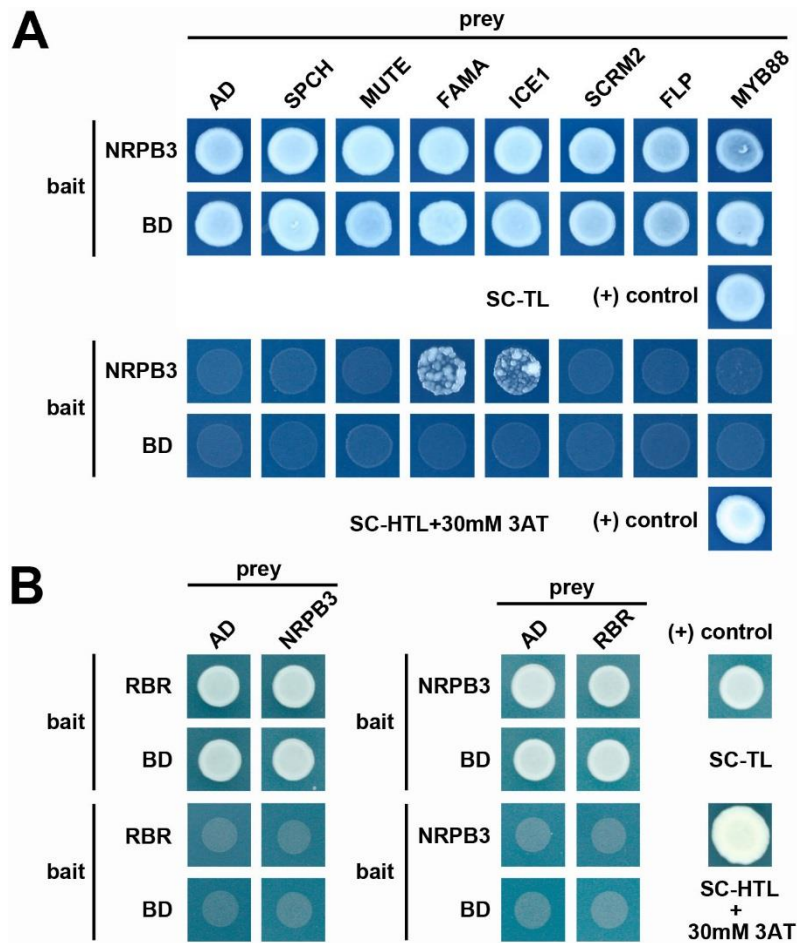 A
prey
AD SPCH MUTE FAMA ICE1 SCRM2 FLP MYB88
NRPB3
bait
BD
SC-TL (+) control
NRPB3
bait
BD
SC-HTL+30mM 3AT (+) control
B
prey
AD NRPB3
RBR
bait
BD
RBR
bait
BD
prey
AD RBR
NRPB3
bait
BD
NRPB3
bait
BD
(+) control
SC-TL
SC-HTL
+
30mM 3AT